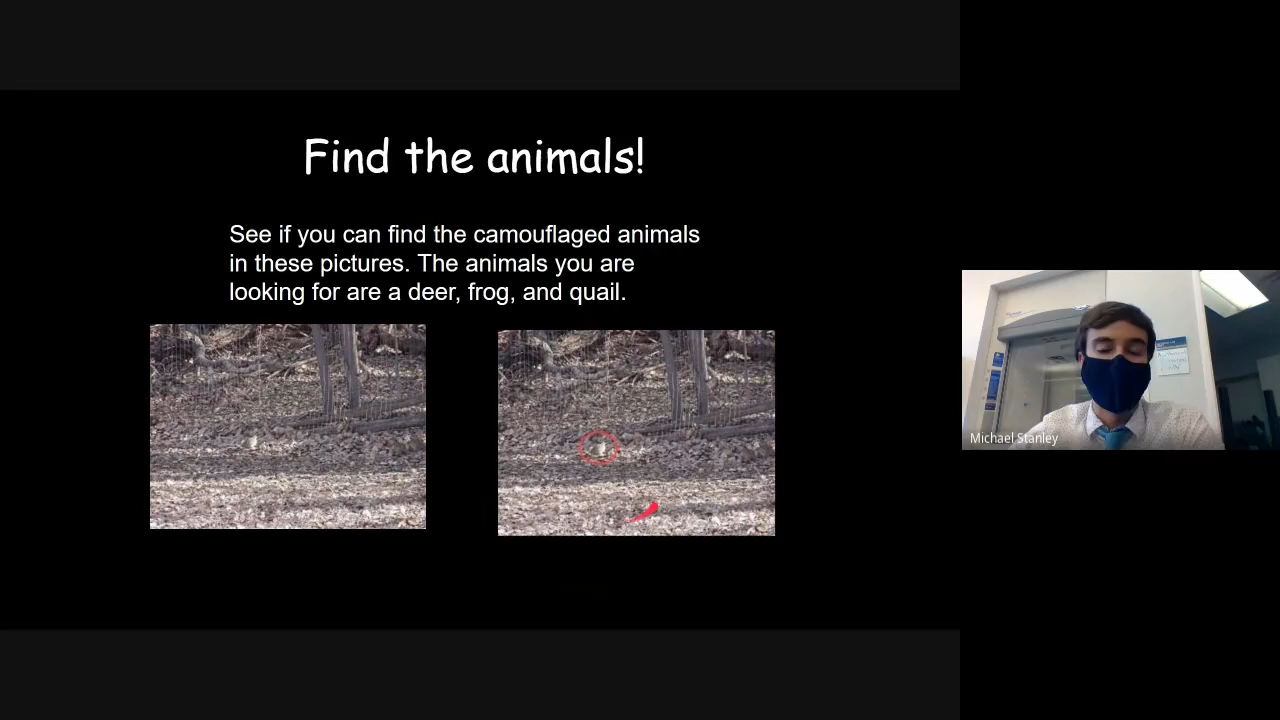 Find the animals!
See if you can find the camouflaged animals
in these pictures. The animals you are
looking for are a deer, frog, and quail.
Michael Stanley